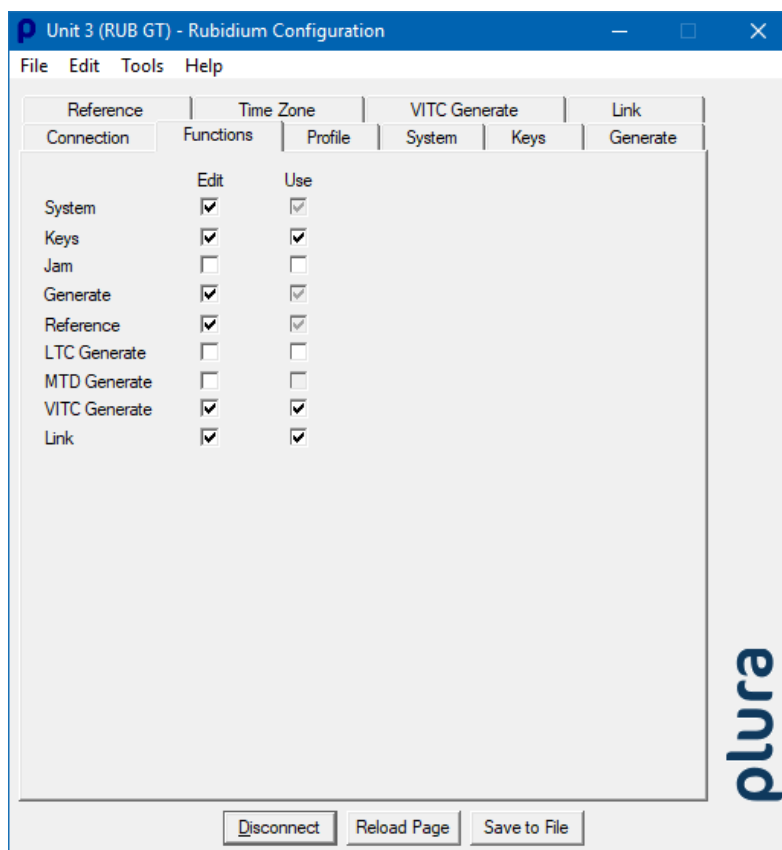 Unit 3 (RUB GT) - Rubidium Configuration
File Edit Tools Help
Reference Time Zone VITC Generate Link
Connection Functions Profile System Keys Generate
Edit Use
System
Keys
Jam
Generate
Reference
LTC Generate
MTD Generate
VITC Generate
Link
plura
Disconnect Reload Page Save to File